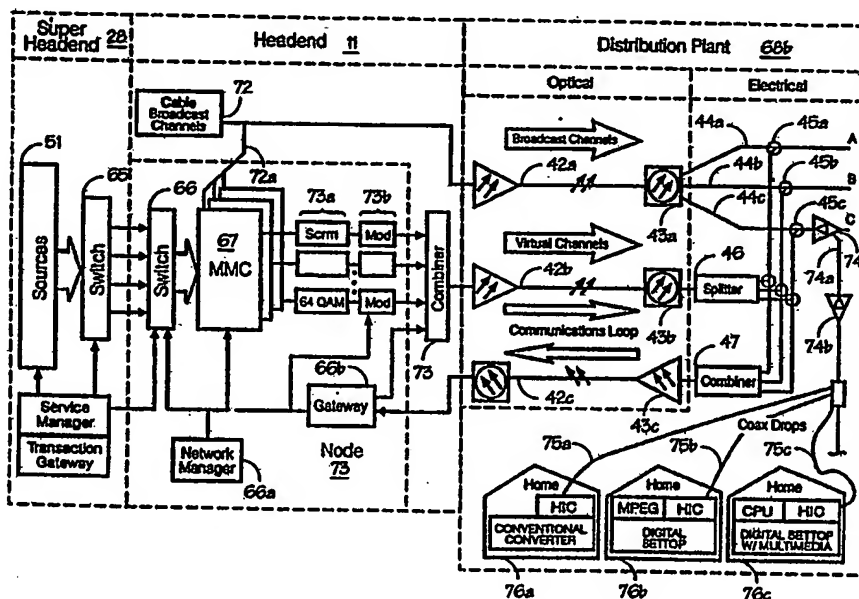 Super Headend 28
Headend 11
Distribution Plant 68b
Optical
Electrical
72
Cable Broadcast Channels
72a
51
Sources
65
Switch
66
Switch
67
MMC
73a
73b
Scrm
Mod
64 QAM
Mod
Combiner
73
Broadcast Channels
42a
43a
44a
44b
44c
45a
45b
45c
A
B
C
74
74a
74b
Virtual Channels
42b
43b
46
Splitter
Communications Loop
42c
43c
47
Combiner
66b
Gateway
Service Manager
Transaction Gateway
Network Manager
66a
Node 73
Coax Drops
75a
75b
75c
Home
HIC
CONVENTIONAL CONVERTER
76a
Home
MPEG
HIC
DIGITAL SETTOP
76b
Home
CPU
HIC
DIGITAL SETTOP W/ MULTIMEDIA
76c